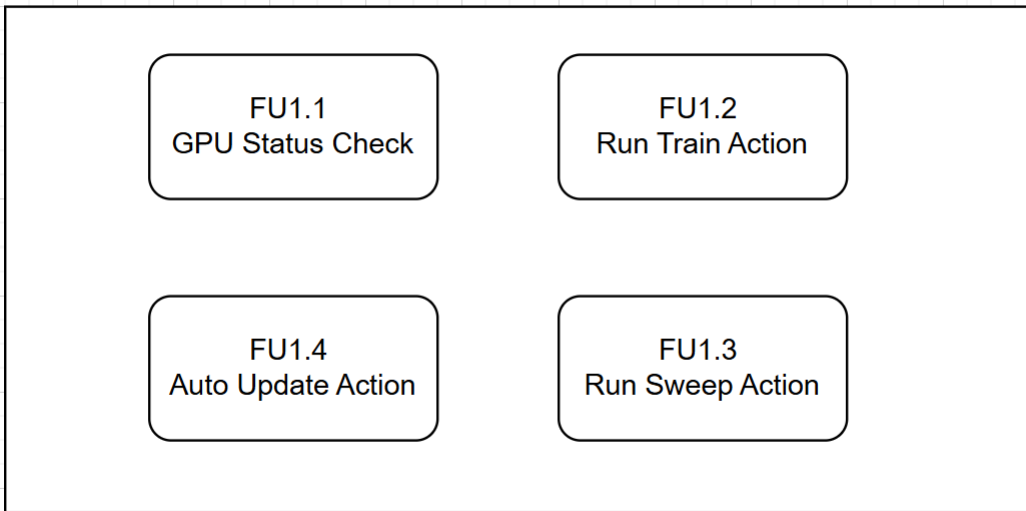 FU1.1
GPU Status Check
FU1.2
Run Train Action
FU1.4
Auto Update Action
FU1.3
Run Sweep Action